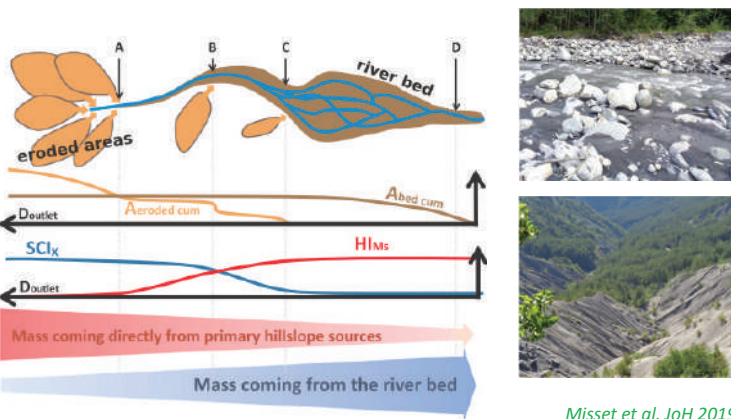 A
B
C
D
river bed
eroded areas
Abed cum
Doutlet
Aeroded cum
SCIX
HIMs
Doutlet
Mass coming directly from primary hillslope sources
Mass coming from the river bed
Misset et al. JoH 2019